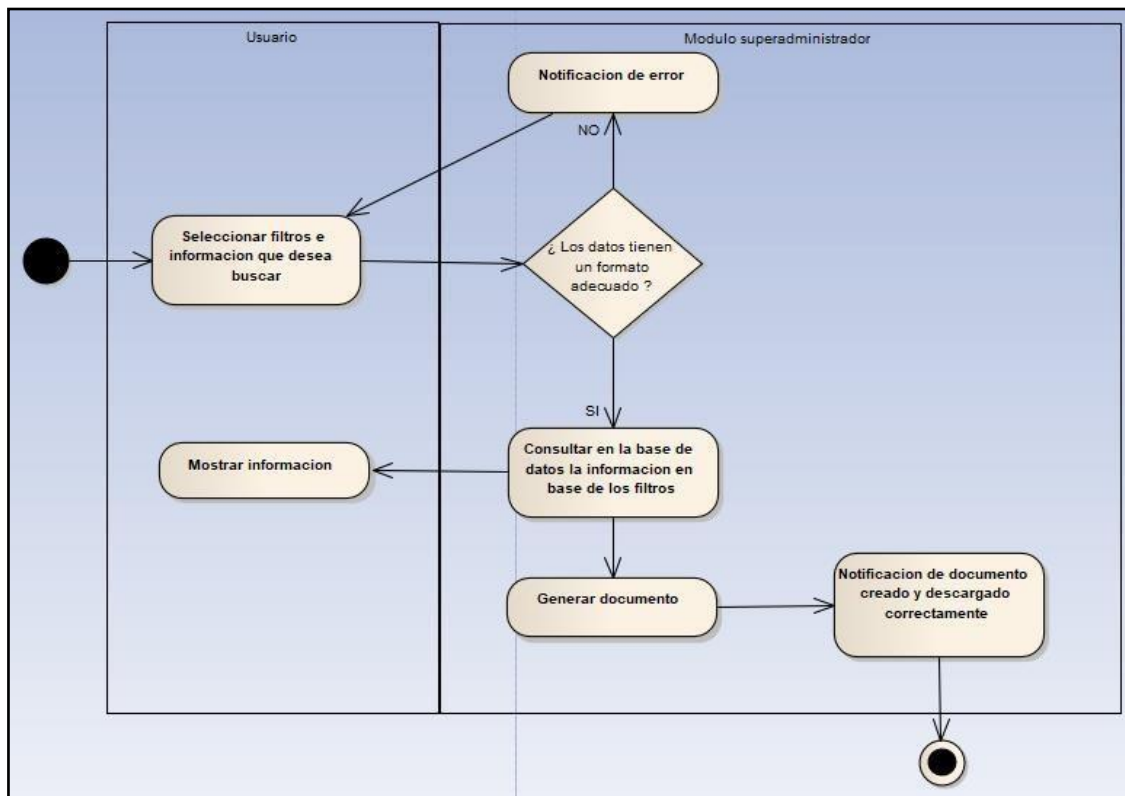 Usuario
Modulo superadministrador
Notificacion de error
NO
Seleccionar filtros e
informacion que desea
buscar
¿ Los datos tienen
un formato
adecuado ?
SI
Mostrar informacion
Consultar en la base de
datos la informacion en
base de los filtros
Generar documento
Notificacion de documento
creado y descargado
correctamente